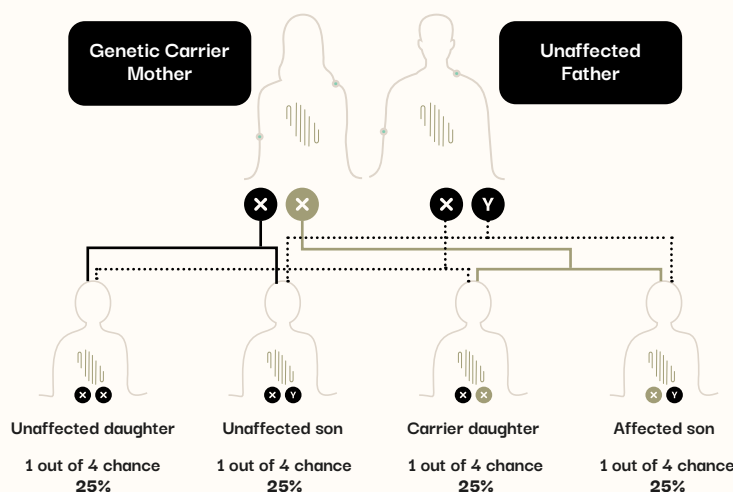 Genetic Carrier
Mother
Unaffected
Father
X X X Y
X X
X Y
X X
X Y
Unaffected daughter
Unaffected son
Carrier daughter
Affected son
1 out of 4 chance
1 out of 4 chance
1 out of 4 chance
1 out of 4 chance
25%
25%
25%
25%